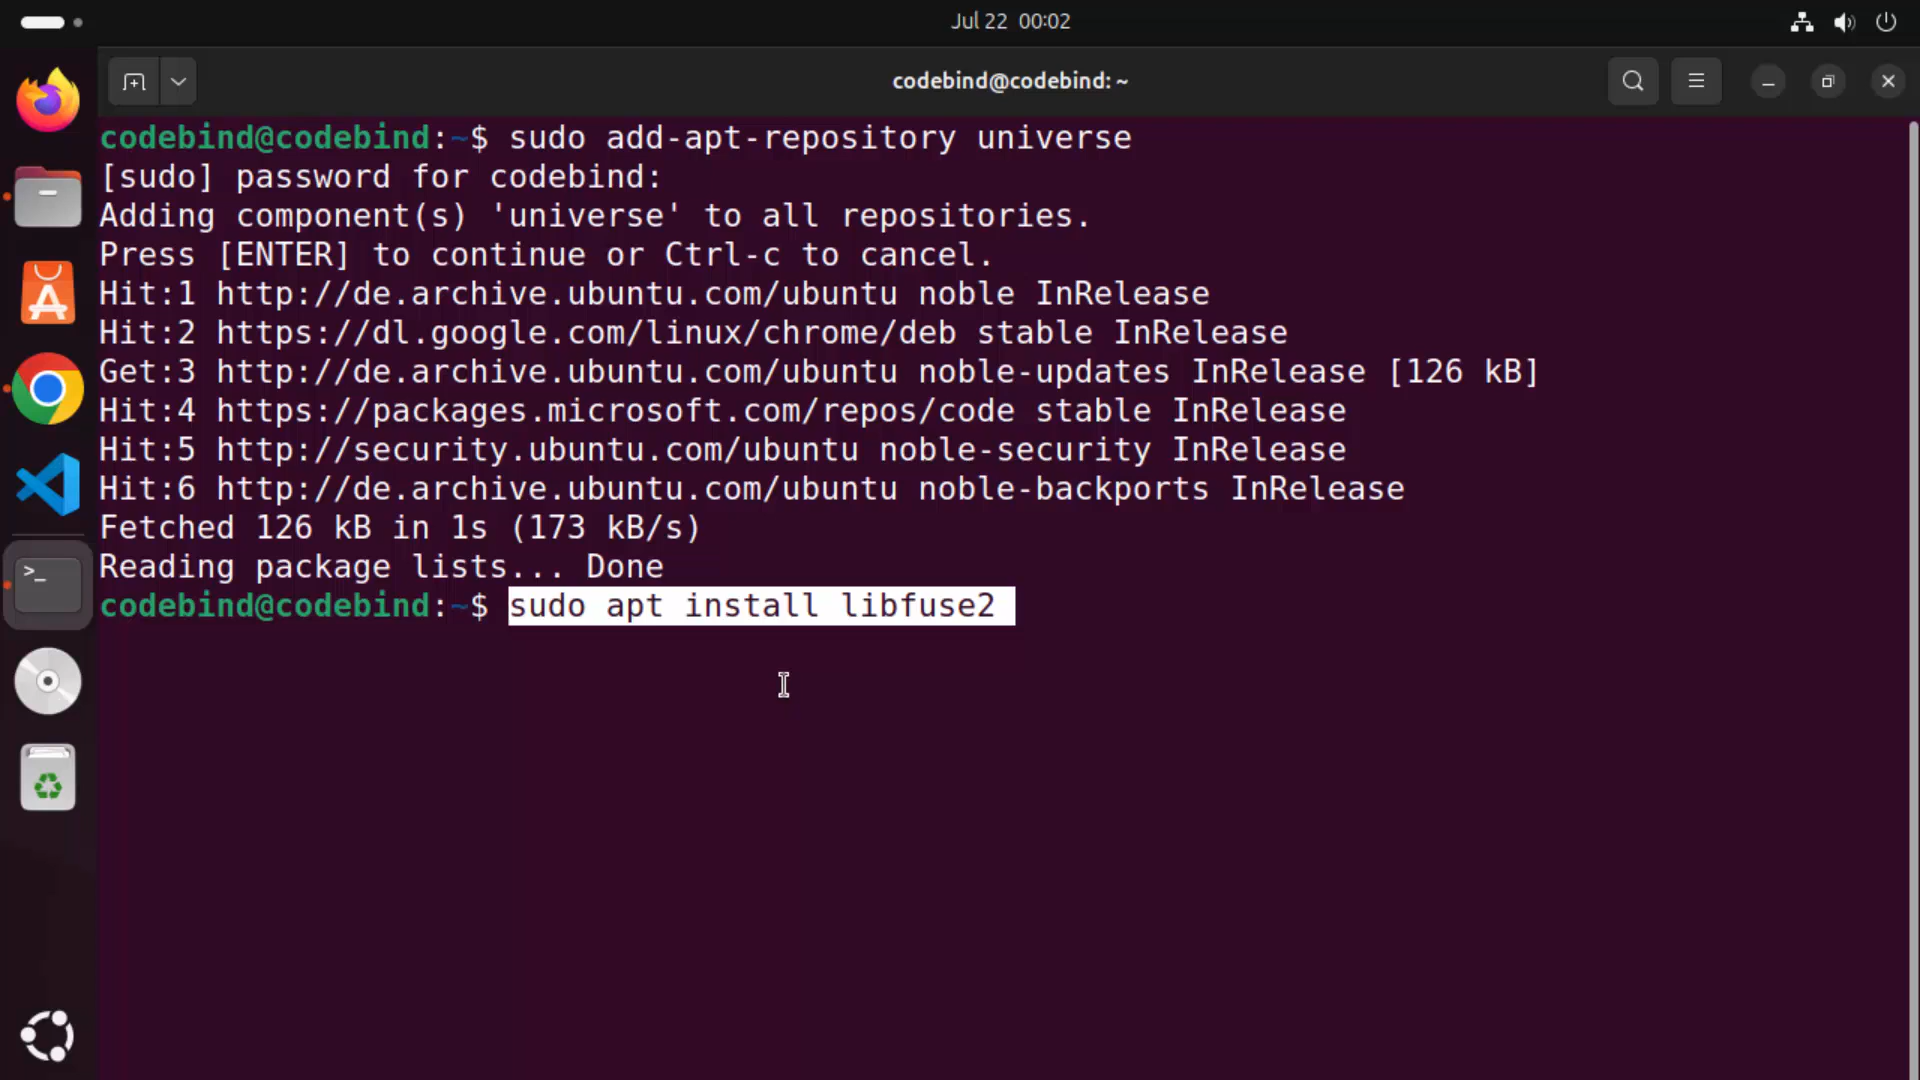 Jul 22 00:02
codebind@codebind: ~
codebind@codebind:~$ sudo add-apt-repository universe
[sudo] password for codebind:
Adding component(s) 'universe' to all repositories.
Press [ENTER] to continue or Ctrl-c to cancel.
Hit:1 http://de.archive.ubuntu.com/ubuntu noble InRelease
Hit:2 https://dl.google.com/linux/chrome/deb stable InRelease
Get:3 http://de.archive.ubuntu.com/ubuntu noble-updates InRelease [126 kB]
Hit:4 https://packages.microsoft.com/repos/code stable InRelease
Hit:5 http://security.ubuntu.com/ubuntu noble-security InRelease
Hit:6 http://de.archive.ubuntu.com/ubuntu noble-backports InRelease
Fetched 126 kB in 1s (173 kB/s)
Reading package lists... Done
codebind@codebind:~$ sudo apt install libfuse2